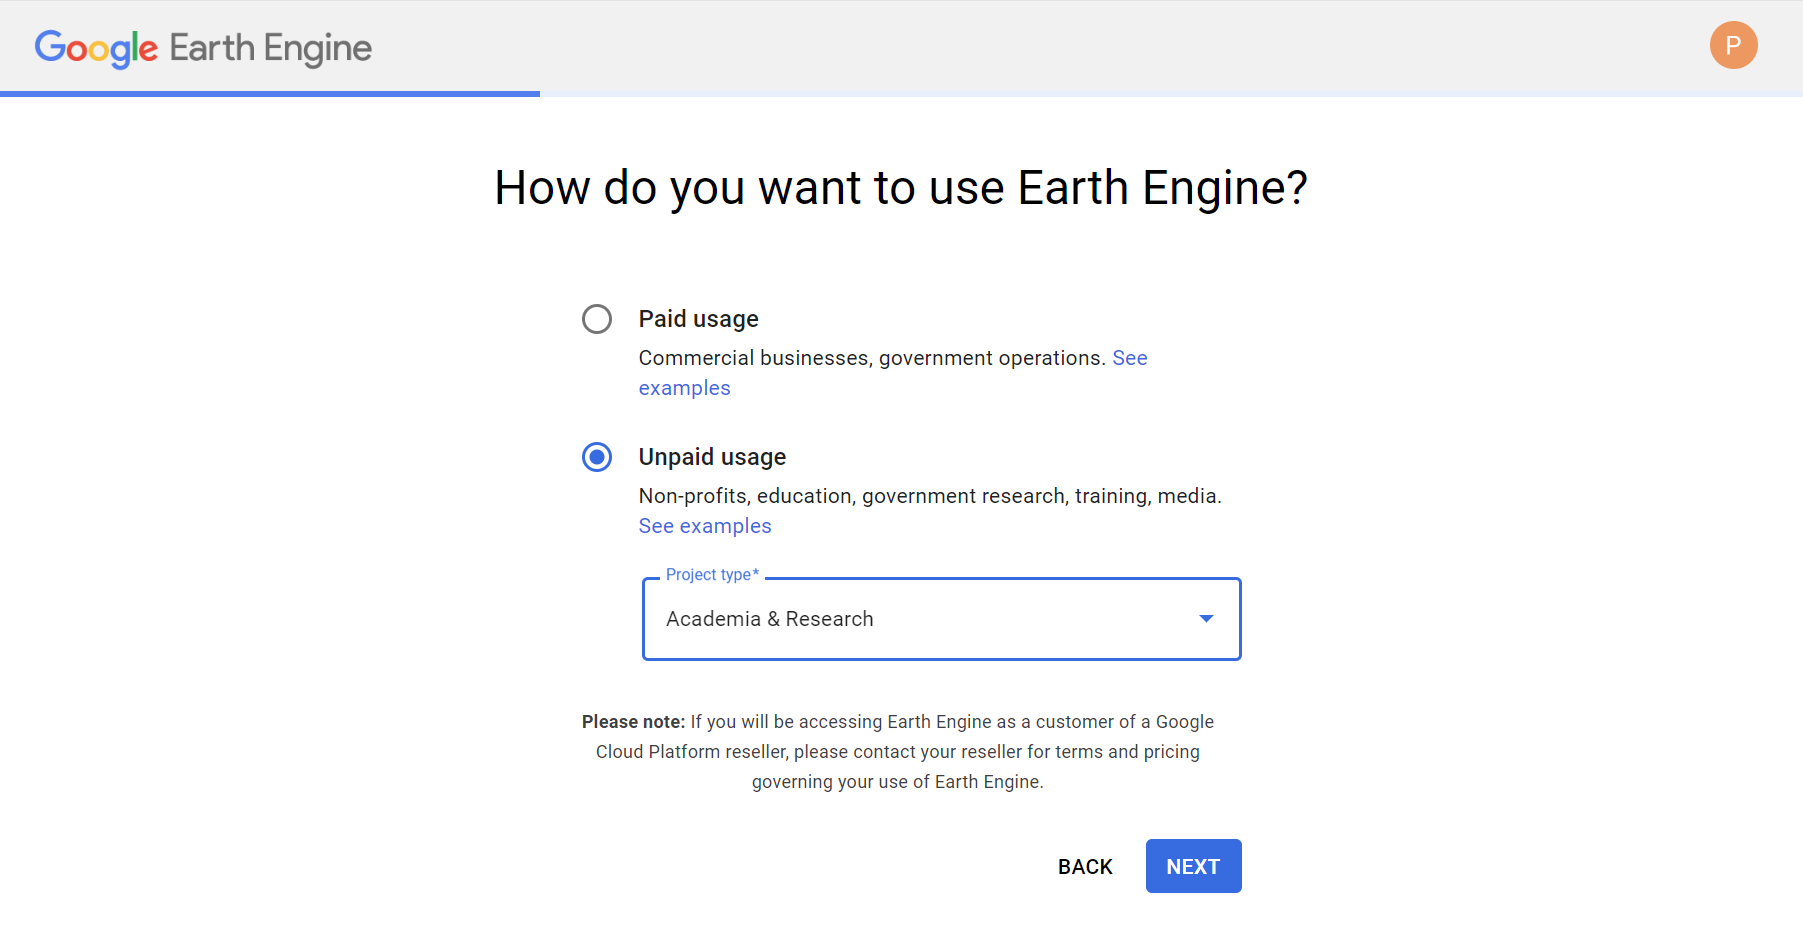 Google Earth Engine
P
How do you want to use Earth Engine?
Paid usage
Commercial businesses, government operations. See
examples
Unpaid usage
Non-profits, education, government research, training, media.
See examples
Project type*
Academia & Research
Please note: If you will be accessing Earth Engine as a customer of a Google
Cloud Platform reseller, please contact your reseller for terms and pricing
governing your use of Earth Engine.
BACK NEXT